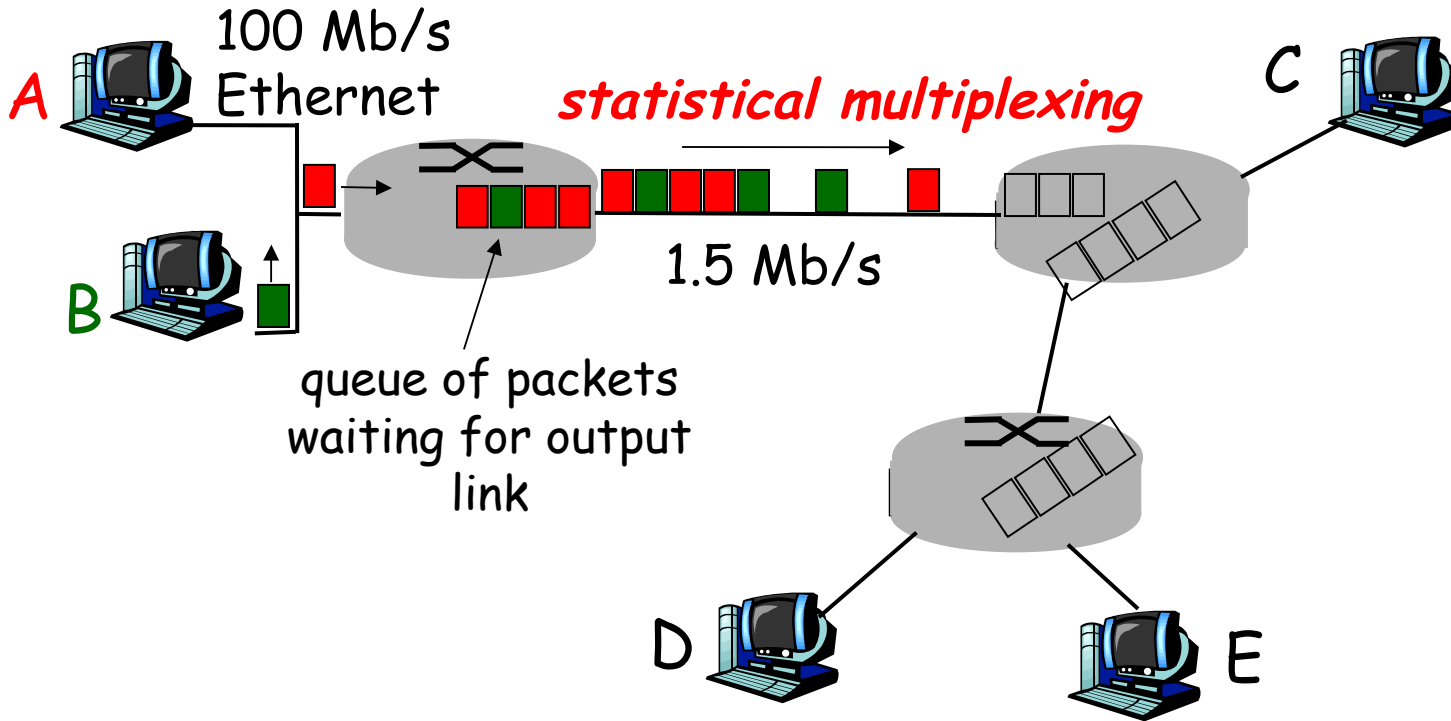 100 Mb/s
Ethernet
A
statistical multiplexing
C
1.5 Mb/s
B
queue of packets
waiting for output
link
D
E